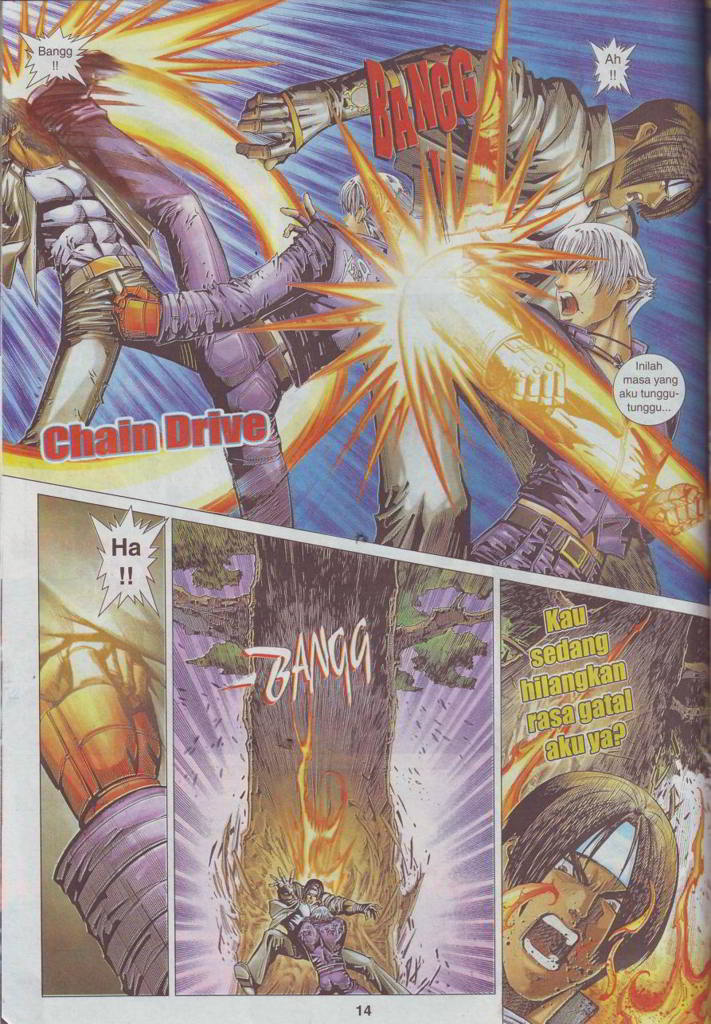 Bangg
!!
BANGG
!
Ah
!!
Inilah
masa yang
aku tunggu-
tunggu...
Chain Drive
Ha
!!
BANGG
Kau
sedang
hilangkan
rasa gatal
aku ya?
14